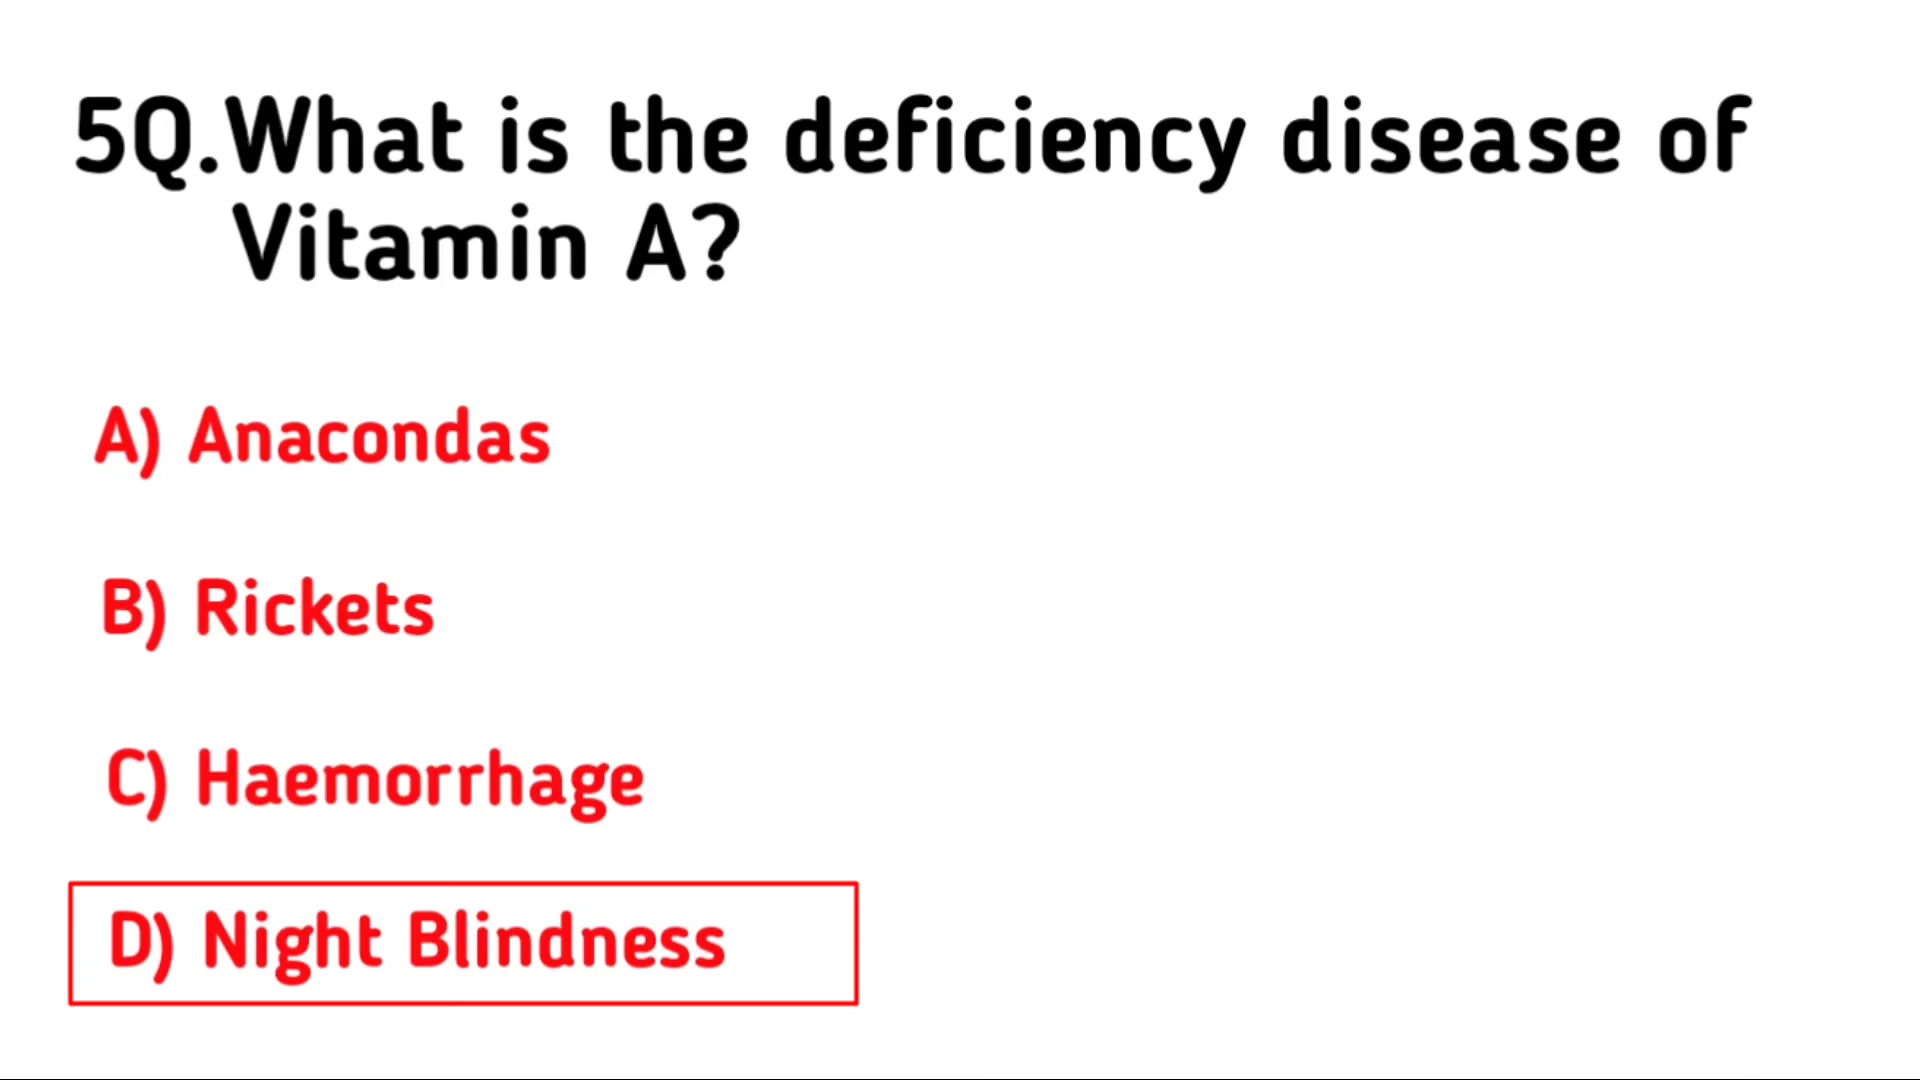 5Q.What is the deficiency disease of
Vitamin A?
A) Anacondas
B) Rickets
C) Haemorrhage
D) Night Blindness